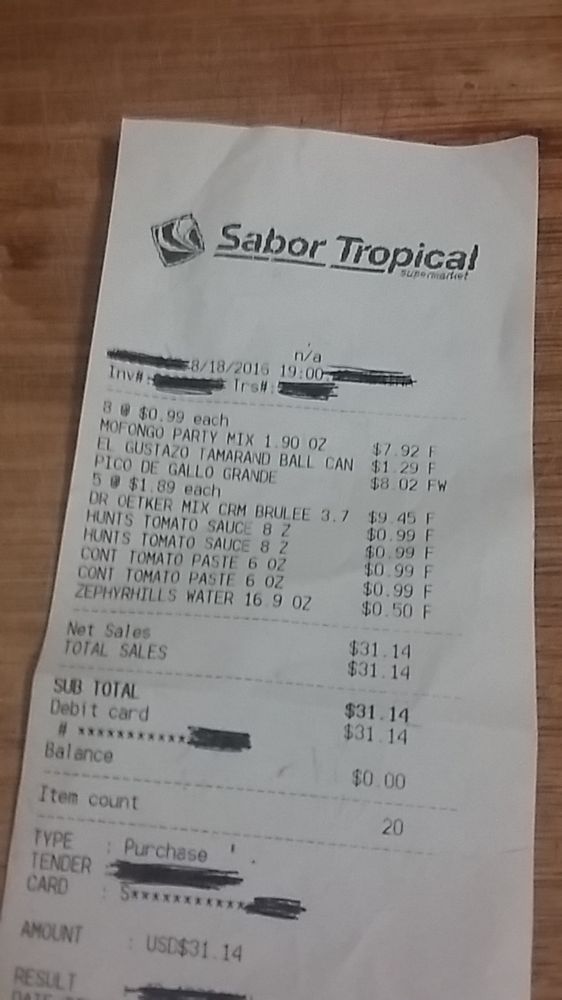 Sabor Tropical
supermarket
n/a
8/18/2016 19:00
Inv#: Trs#:
8 @ $0.99 each
MOFONGO PARTY MIX 1.90 OZ $7.92 F
EL GUSTAZO TAMARAND BALL CAN $1.29 F
PICO DE GALLO GRANDE $8.02 FW
5 @ $1.89 each
DR OETKER MIX CRM BRULEE 3.7 $9.45 F
HUNTS TOMATO SAUCE 8 Z $0.99 F
HUNTS TOMATO SAUCE 8 Z $0.99 F
CONT TOMATO PASTE 6 OZ $0.99 F
CONT TOMATO PASTE 6 OZ $0.99 F
ZEPHYRHILLS WATER 16.9 OZ $0.50 F
Net Sales $31.14
TOTAL SALES $31.14
SUB TOTAL $31.14
Debit card $31.14
# ***********
Balance $0.00
Item count 20
TYPE : Purchase
TENDER
CARD : S***********
AMOUNT : USD$31.14
RESULT